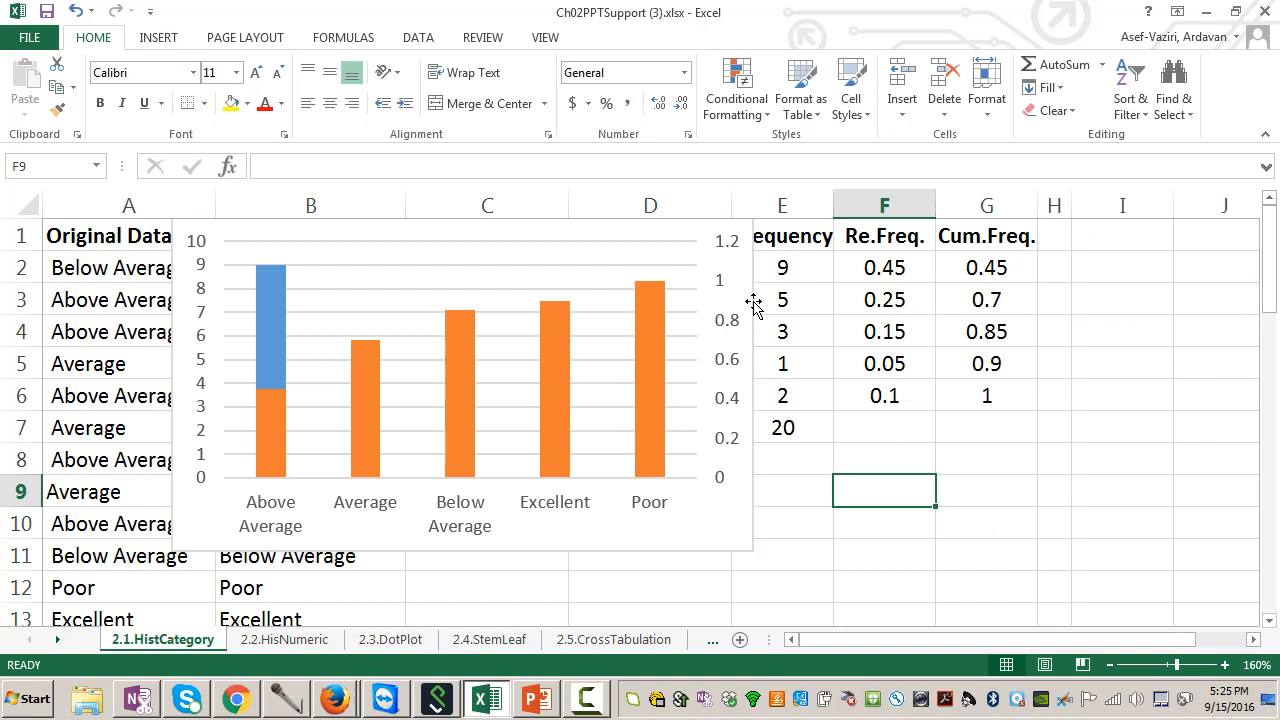 Ch02PPTSupport (3).xlsx - Excel
FILE HOME INSERT PAGE LAYOUT FORMULAS DATA REVIEW VIEW Asef-Vaziri, Ardavan
Paste
Calibri 11
Wrap Text
General
Merge & Center
$ % ,
Conditional Formatting
Format as Table
Cell Styles
Insert
Delete
Format
AutoSum
Fill
Clear
Sort & Filter
Find & Select
Clipboard Font Alignment Number Styles Cells Editing
F9 fx
A B C D E F G H I J
1 Original Data equency Re.Freq. Cum.Freq.
2 Below Averag 9 0.45 0.45
3 Above Averag 5 0.25 0.7
4 Above Averag 3 0.15 0.85
5 Average 1 0.05 0.9
6 Above Averag 2 0.1 1
7 Average 20
8 Above Averag
9 Average
10 Above Averag
11 Below Average Below Average
12 Poor Poor
13 Excellent Excellent
10 1.2
9
8 1
7
6 0.8
5 0.6
4
3 0.4
2 0.2
1
0 0
Above Average
Average
Below Average
Excellent
Poor
2.1.HistCategory 2.2.HisNumeric 2.3.DotPlot 2.4.StemLeaf 2.5.CrossTabulation ...
READY 160%
Start
5:25 PM
9/15/2016